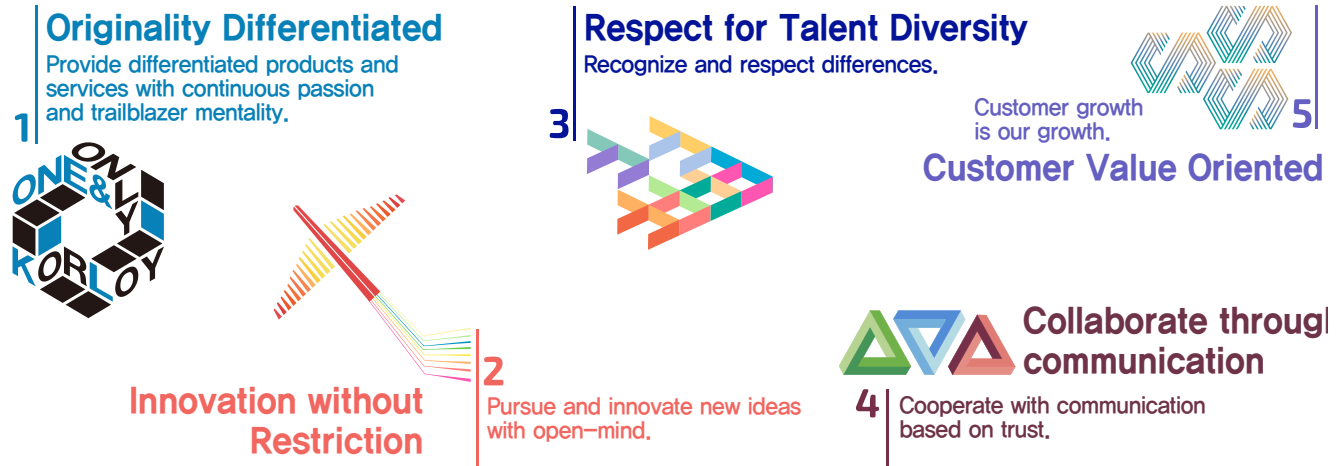 1
Originality Differentiated
Provide differentiated products and
services with continuous passion
and trailblazer mentality.
ONE &
ONLY
KORLOY
2
Innovation without
Restriction
Pursue and innovate new ideas
with open-mind.
3
Respect for Talent Diversity
Recognize and respect differences.
4
Collaborate through
communication
Cooperate with communication
based on trust.
5
Customer growth
is our growth.
Customer Value Oriented